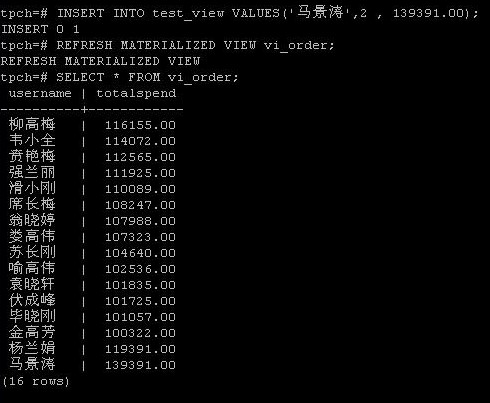 tpch=# INSERT INTO test_view VALUES('马景涛',2 , 139391.00);
INSERT 0 1
tpch=# REFRESH MATERIALIZED VIEW vi_order;
REFRESH MATERIALIZED VIEW
tpch=# SELECT * FROM vi_order;
username | totalspend
----------+------------
柳高梅 | 116155.00
韦小全 | 114072.00
贲艳梅 | 112565.00
强兰丽 | 111925.00
滑小刚 | 110089.00
席长梅 | 108247.00
翁晓婷 | 107988.00
娄高伟 | 107323.00
苏长刚 | 104640.00
喻高伟 | 102536.00
袁晓轩 | 101835.00
伏成峰 | 101725.00
毕晓刚 | 101057.00
金高芳 | 100322.00
杨兰娟 | 119391.00
马景涛 | 139391.00
(16 rows)